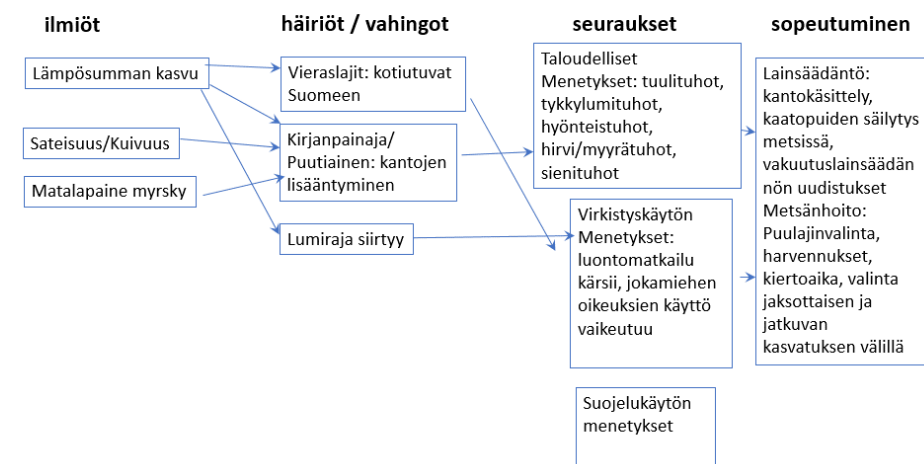 ilmiöt
häiriöt / vahingot
seuraukset
sopeutuminen
Lämpösumman kasvu
Sateisuus/Kuivuus
Matalapaine myrsky
Vieraslajit: kotiutuvat
Suomeen
Kirjanpainaja/
Puutiainen: kantojen
lisääntyminen
Lumiraja siirtyy
Taloudelliset
Menetykset: tuulituhot,
tykkylumituhot,
hyönteistuhot,
hirvi/myyrätuhot,
sienituhot
Virkistyskäytön
Menetykset:
luontomatkailu
kärsii, jokamiehen
oikeuksien käyttö
vaikeutuu
Suojelukäytön
menetykset
Lainsäädäntö:
kantokäsittely,
kaatopuiden säilytys
metsissä,
vakuutuslainsäädän
nön uudistukset
Metsänhoito:
Puulajinvalinta,
harvennukset,
kiertoaika, valinta
jaksottaisen ja
jatkuvan
kasvatuksen välillä